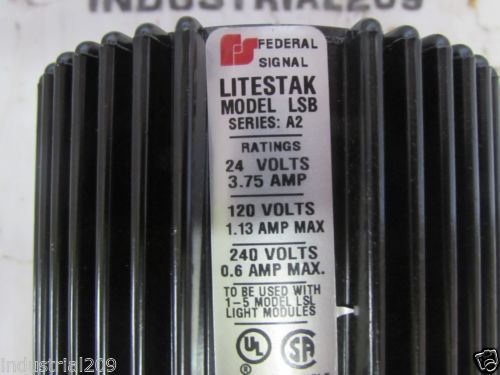 INDUSTRIAL209
FEDERAL
SIGNAL
LITESTAK
MODEL LSB
SERIES: A2
RATINGS
24 VOLTS
3.75 AMP
120 VOLTS
1.13 AMP MAX
240 VOLTS
0.6 AMP MAX.
TO BE USED WITH
1-5 MODEL LSL
LIGHT MODULES
UL
SA
®
© industrial209